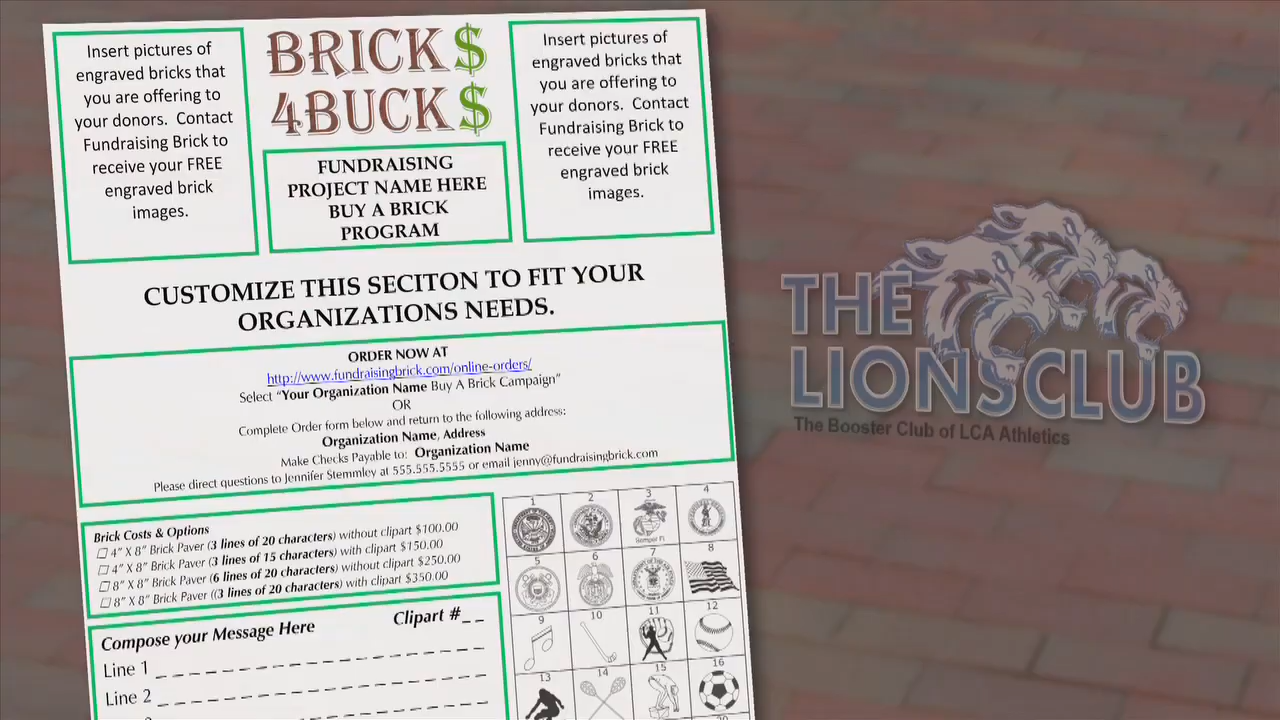 Insert pictures of
engraved bricks that
you are offering to
your donors. Contact
Fundraising Brick to
receive your FREE
engraved brick
images.
BRICK$
4BUCK$
FUNDRAISING
PROJECT NAME HERE
BUY A BRICK
PROGRAM
Insert pictures of
engraved bricks that
you are offering to
your donors. Contact
Fundraising Brick to
receive your FREE
engraved brick
images.
CUSTOMIZE THIS SECITON TO FIT YOUR
ORGANIZATIONS NEEDS.
ORDER NOW AT
http://www.fundraisingbrick.com/online-orders/
Select “Your Organization Name Buy A Brick Campaign”
OR
Complete Order form below and return to the following address:
Organization Name, Address
Make Checks Payable to: Organization Name
Please direct questions to Jennifer Stemmley at 555.555.5555 or email jenny@fundraisingbrick.com
Brick Costs & Options
4” X 8” Brick Paver (3 lines of 20 characters) without clipart $100.00
4” X 8” Brick Paver (3 lines of 15 characters) with clipart $150.00
8” X 8” Brick Paver (6 lines of 20 characters) without clipart $250.00
8” X 8” Brick Paver ((3 lines of 20 characters) with clipart $350.00
Compose your Message Here Clipart #_ _
Line 1
Line 2
1 2 3 4
Semper Fi
5 6 7 8
9 10 11 12
13 14 15 16
THE
LIONSCLUB
The Booster Club of LCA Athletics